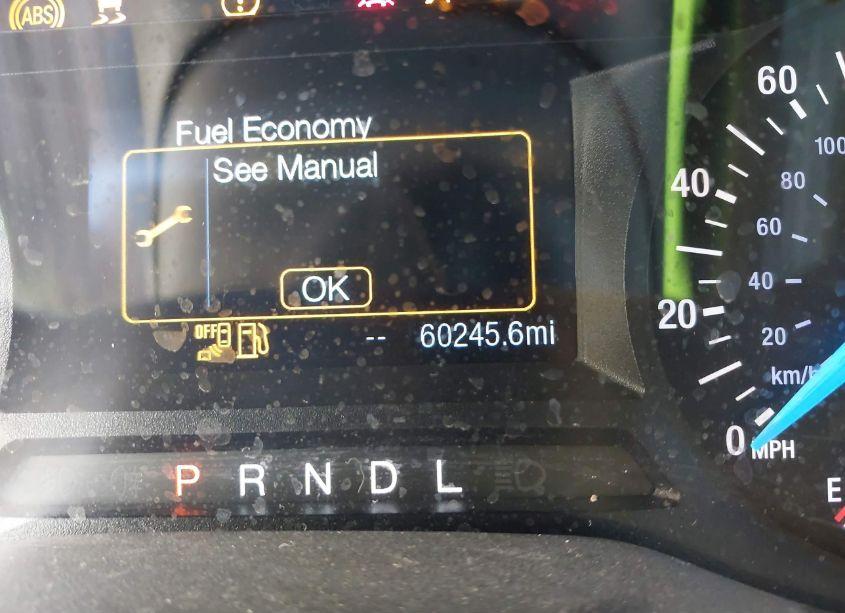 ABS
Fuel Economy
See Manual
OK
OFF
-- 60245.6mi
P R N D L
60
40
20
0
MPH
100
80
60
40
20
km/h
E